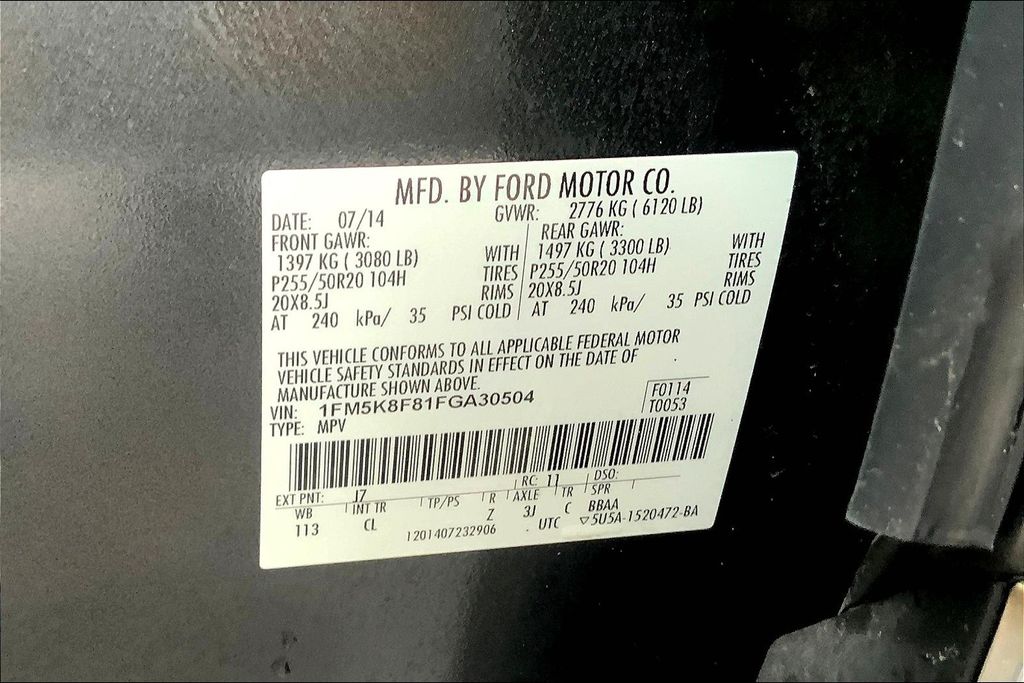 MFD. BY FORD MOTOR CO.
DATE: 07/14 GVWR: 2776 KG ( 6120 LB)
FRONT GAWR: REAR GAWR:
1397 KG ( 3080 LB) WITH 1497 KG ( 3300 LB) WITH
P255/50R20 104H TIRES P255/50R20 104H TIRES
20X8.5J RIMS 20X8.5J RIMS
AT 240 kPa/ 35 PSI COLD AT 240 kPa/ 35 PSI COLD
THIS VEHICLE CONFORMS TO ALL APPLICABLE FEDERAL MOTOR
VEHICLE SAFETY STANDARDS IN EFFECT ON THE DATE OF
MANUFACTURE SHOWN ABOVE.
VIN: 1FM5K8F81FGA30504 F0114
TYPE: MPV T0053
EXT PNT: J7 RC: 11 DSO:
WB INT TR TP/PS R AXLE TR SPR
113 CL Z 3J C BBAA
1201407232906 UTC ▽5U5A-1520472-BA